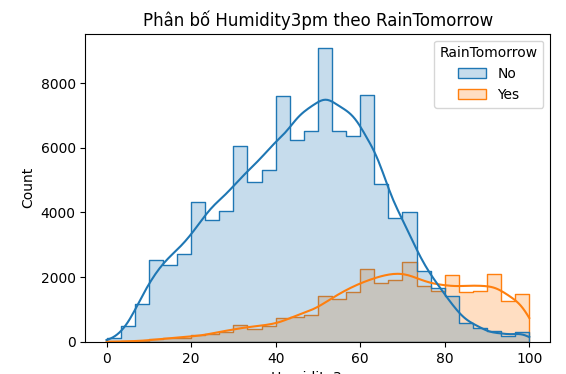 Phân bố Humidity3pm theo RainTomorrow
RainTomorrow
No
Yes
Count
8000
6000
4000
2000
0
0 20 40 60 80 100